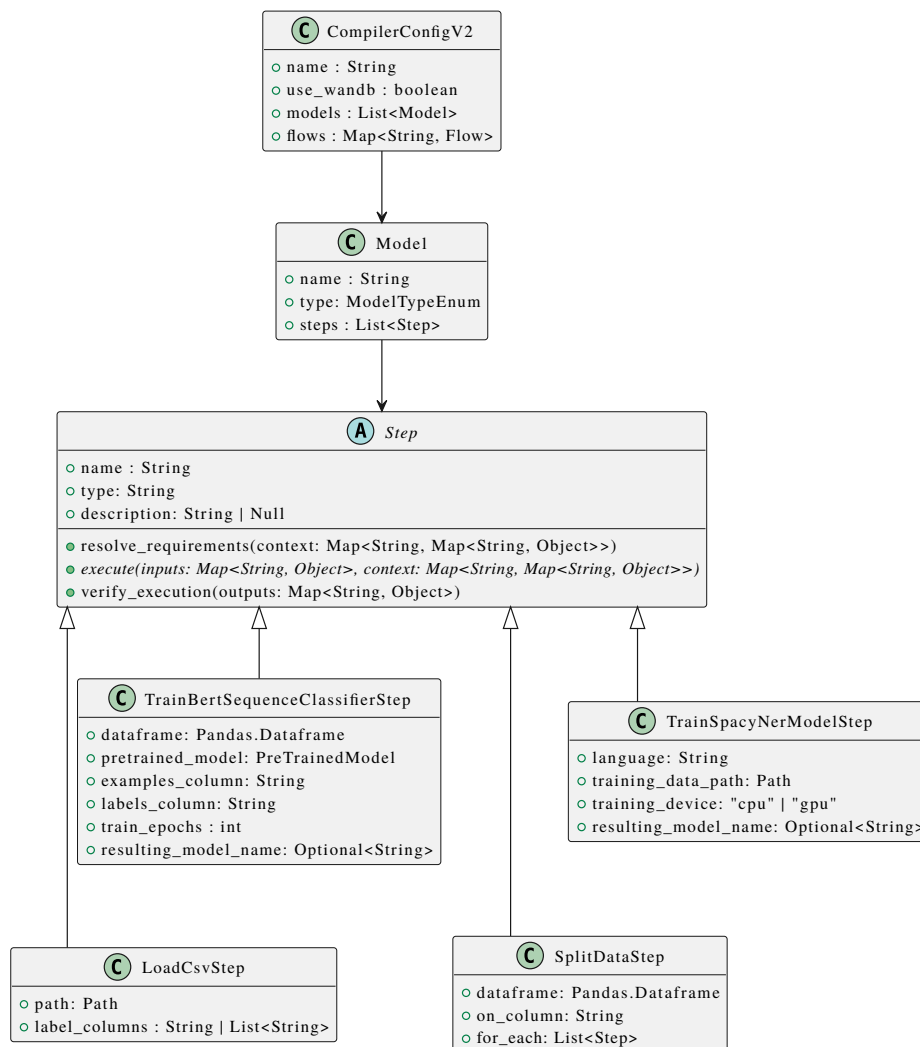 C CompilerConfigV2
name : String
use_wandb : boolean
models : List<Model>
flows : Map<String, Flow>
C Model
name : String
type: ModelTypeEnum
steps : List<Step>
A Step
name : String
type: String
description: String | Null
resolve_requirements(context: Map<String, Map<String, Object>>)
execute(inputs: Map<String, Object>, context: Map<String, Map<String, Object>>)
verify_execution(outputs: Map<String, Object>)
C TrainBertSequenceClassifierStep
dataframe: Pandas.Dataframe
pretrained_model: PreTrainedModel
examples_column: String
labels_column: String
train_epochs : int
resulting_model_name: Optional<String>
C TrainSpacyNerModelStep
language: String
training_data_path: Path
training_device: "cpu" | "gpu"
resulting_model_name: Optional<String>
C LoadCsvStep
path: Path
label_columns : String | List<String>
C SplitDataStep
dataframe: Pandas.Dataframe
on_column: String
for_each: List<Step>